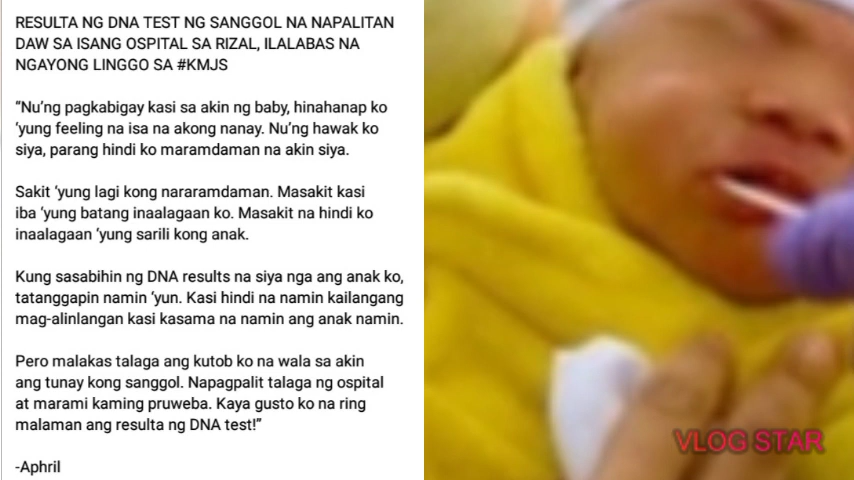 RESULTA NG DNA TEST NG SANGGOL NA NAPALITAN
DAW SA ISANG OSPITAL SA RIZAL, ILALABAS NA
NGAYONG LINGGO SA #KMJS
“Nu’ng pagkabigay kasi sa akin ng baby, hinahanap ko
‘yung feeling na isa na akong nanay. Nu’ng hawak ko
siya, parang hindi ko maramdaman na akin siya.
Sakit ‘yung lagi kong nararamdaman. Masakit kasi
iba ‘yung batang inaalagaan ko. Masakit na hindi ko
inaalagaan ‘yung sarili kong anak.
Kung sasabihin ng DNA results na siya nga ang anak ko,
tatanggapin namin ‘yun. Kasi hindi na namin kailangang
mag-alinlangan kasi kasama na namin ang anak namin.
Pero malakas talaga ang kutob ko na wala sa akin
ang tunay kong sanggol. Napagpalit talaga ng ospital
at marami kaming pruweba. Kaya gusto ko na ring
malaman ang resulta ng DNA test!”
-Aphril
VLOG STAR